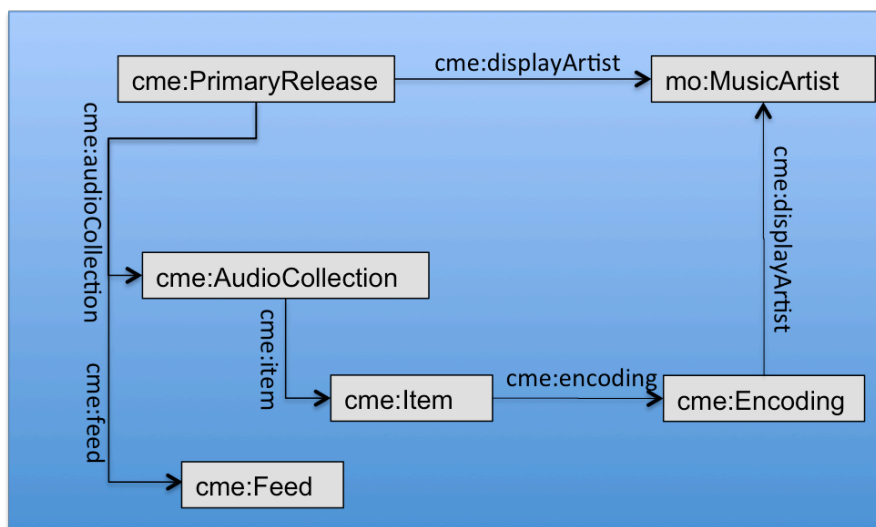 cme:PrimaryRelease
cme:displayArtist
mo:MusicArtist
cme:audioCollection
cme:displayArtist
cme:AudioCollection
cme:item
cme:feed
cme:Item
cme:encoding
cme:Encoding
cme:Feed